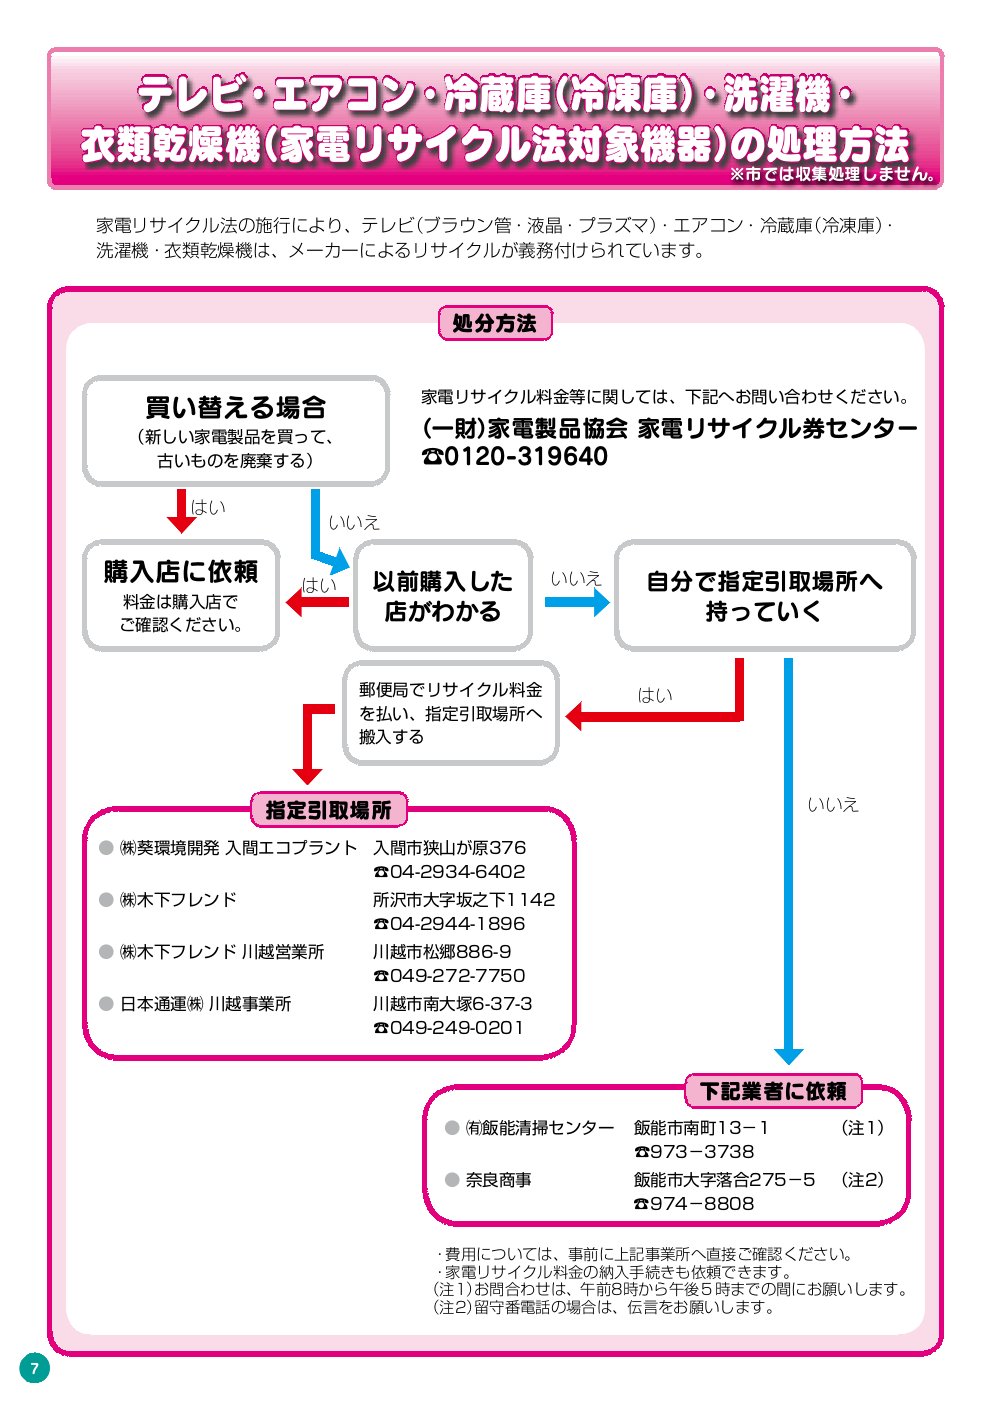 テレビ・エアコン・冷蔵庫(冷凍庫)・洗濯機・
衣類乾燥機(家電リサイクル法対象機器)の処理方法
※市では収集処理しません。
家電リサイクル法の施行により、テレビ(ブラウン管・液晶・プラズマ)・エアコン・冷蔵庫(冷凍庫)・
洗濯機・衣類乾燥機は、メーカーによるリサイクルが義務付けられています。
処分方法
買い替える場合
(新しい家電製品を買って、
古いものを廃棄する)
家電リサイクル料金等に関しては、下記へお問い合わせください。
(一財)家電製品協会 家電リサイクル券センター
☎0120-319640
はい
いいえ
購入店に依頼
料金は購入店で
ご確認ください。
はい
以前購入した
店がわかる
いいえ
自分で指定引取場所へ
持っていく
郵便局でリサイクル料金
を払い、指定引取場所へ
搬入する
はい
いいえ
指定引取場所
●㈱葵環境開発 入間エコプラント 入間市狭山が原376
☎04-2934-6402
●㈱木下フレンド 所沢市大字坂之下1142
☎04-2944-1896
●㈱木下フレンド 川越営業所 川越市松郷886-9
☎049-272-7750
●日本通運㈱ 川越事業所 川越市南大塚6-37-3
☎049-249-0201
下記業者に依頼
●㈲飯能清掃センター 飯能市南町13−1 (注1)
☎973−3738
●奈良商事 飯能市大字落合275−5 (注2)
☎974−8808
・費用については、事前に上記事業所へ直接ご確認ください。
・家電リサイクル料金の納入手続きも依頼できます。
(注1)お問合わせは、午前8時から午後5時までの間にお願いします。
(注2)留守番電話の場合は、伝言をお願いします。
7